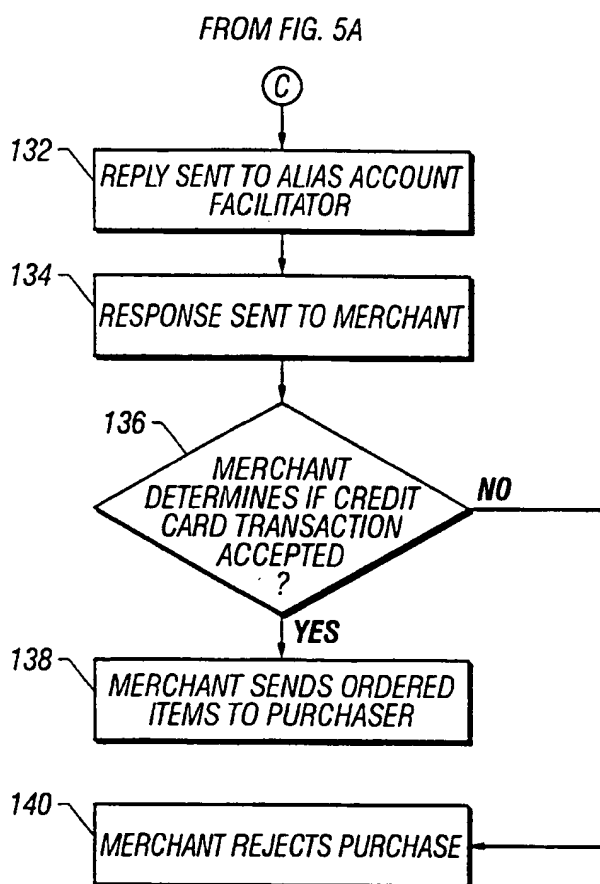 FROM FIG. 5A
C
132
REPLY SENT TO ALIAS ACCOUNT
FACILITATOR
134
RESPONSE SENT TO MERCHANT
136
MERCHANT
DETERMINES IF CREDIT
CARD TRANSACTION
ACCEPTED
?
NO
YES
138
MERCHANT SENDS ORDERED
ITEMS TO PURCHASER
140
MERCHANT REJECTS PURCHASE